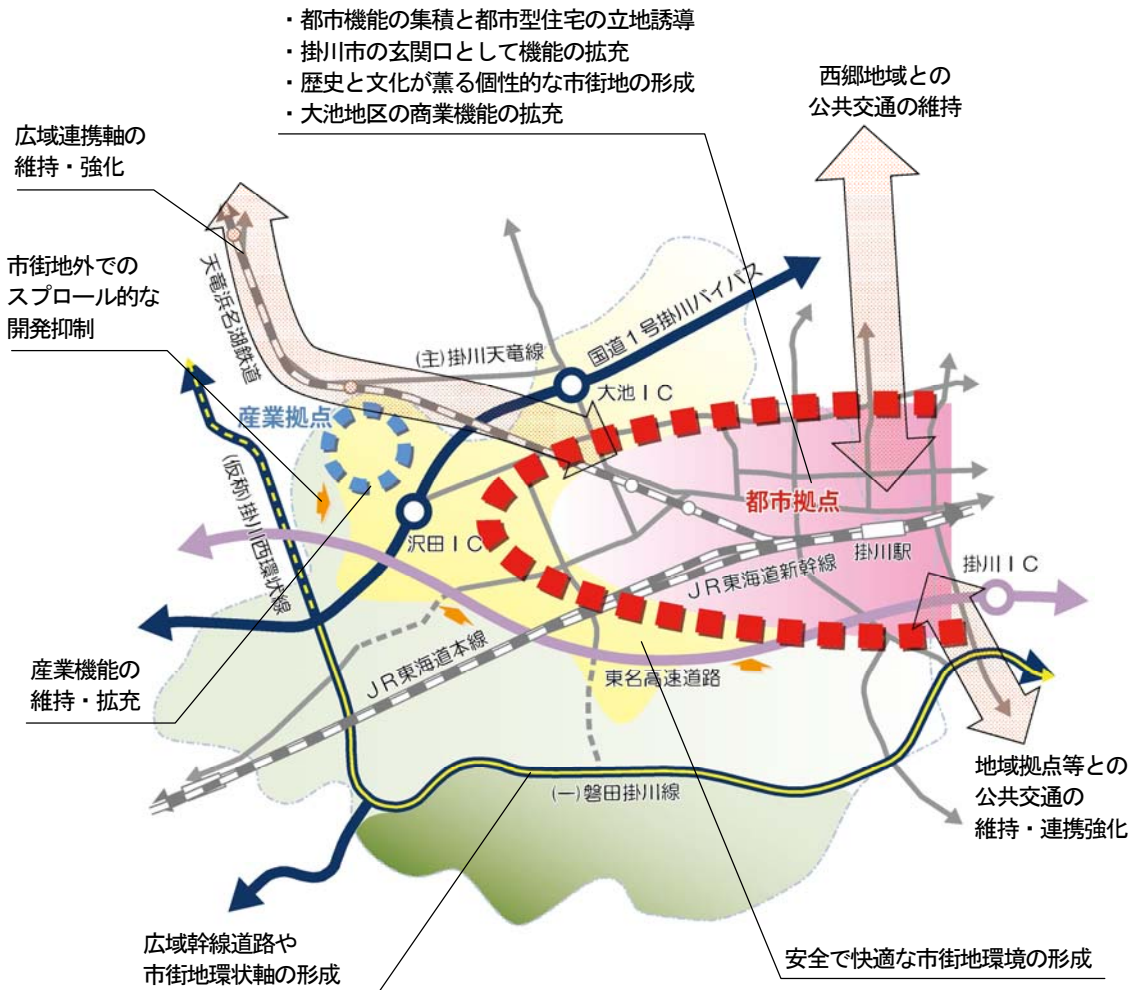 ・都市機能の集積と都市型住宅の立地誘導
・掛川市の玄関口として機能の拡充
・歴史と文化が薫る個性的な市街地の形成
・大池地区の商業機能の拡充
西郷地域との
公共交通の維持
広域連携軸の
維持・強化
市街地外での
スプロール的な
開発抑制
天竜浜名湖鉄道
(主)掛川天竜線
国道1号掛川バイパス
大池IC
産業拠点
(仮称)掛川西環状線
沢田IC
都市拠点
掛川駅
JR東海道新幹線
掛川IC
JR東海道本線
東名高速道路
産業機能の
維持・拡充
(一)磐田掛川線
地域拠点等との
公共交通の
維持・連携強化
広域幹線道路や
市街地環状軸の形成
安全で快適な市街地環境の形成